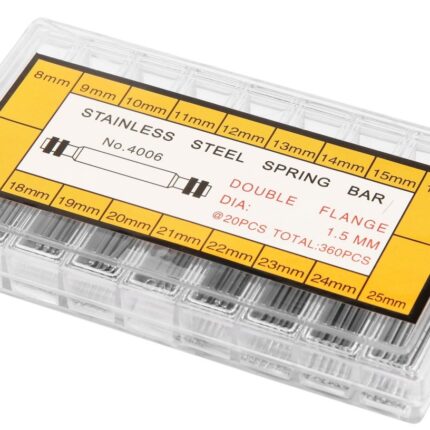 8mm 9mm 10mm 11mm 12mm 13mm 14mm 15mm
STAINLESS STEEL SPRING BAR
No.4006
DOUBLE FLANGE
DIA: 1.5 MM
@20PCS TOTAL:360PCS
18mm 19mm 20mm 21mm 22mm 23mm 24mm 25mm